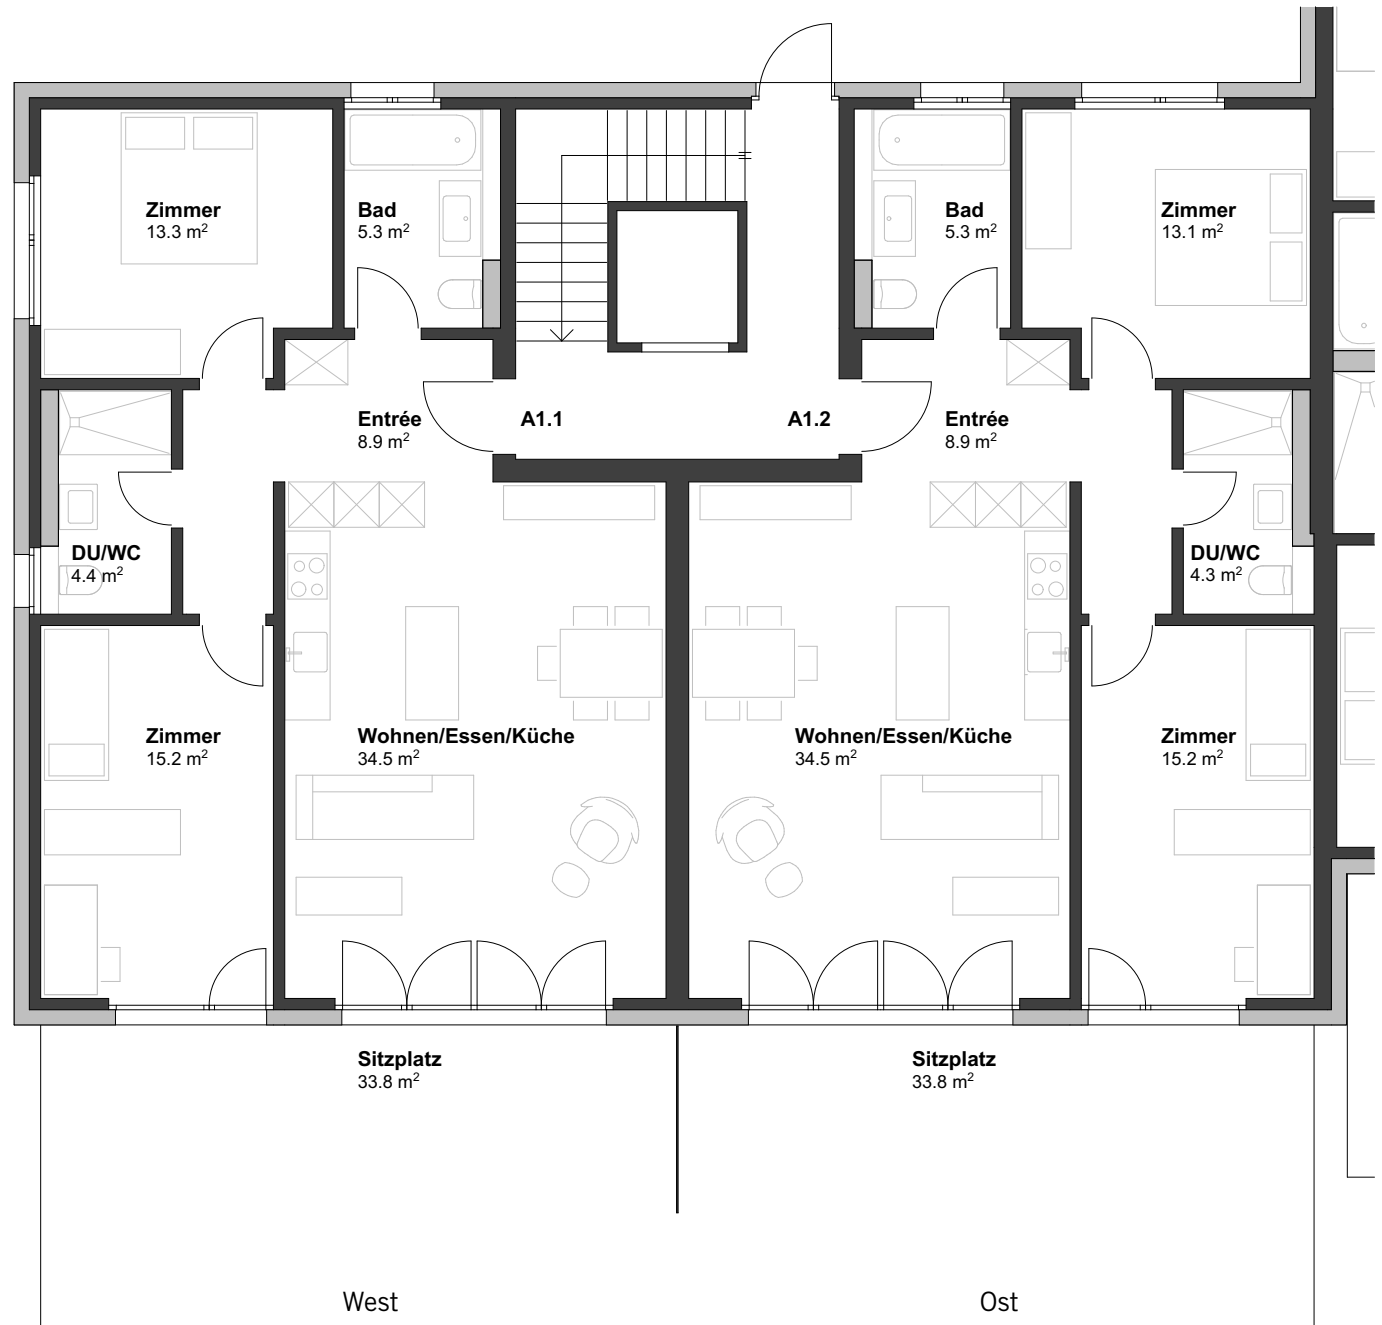 Zimmer
13.3 m²
Bad
5.3 m²
Bad
5.3 m²
Zimmer
13.1 m²
Entrée
8.9 m²
A1.1
A1.2
Entrée
8.9 m²
DU/WC
4.4 m²
DU/WC
4.3 m²
Zimmer
15.2 m²
Wohnen/Essen/Küche
34.5 m²
Wohnen/Essen/Küche
34.5 m²
Zimmer
15.2 m²
Sitzplatz
33.8 m²
Sitzplatz
33.8 m²
West
Ost